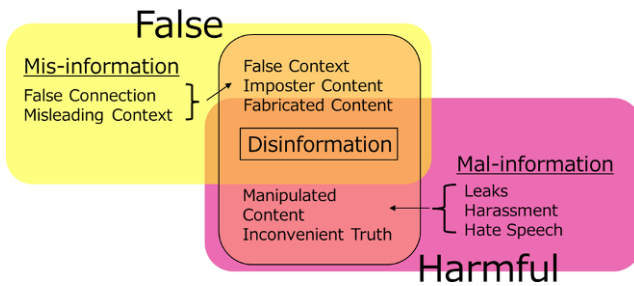 False
Mis-information
False Connection
Misleading Context
False Context
Imposter Content
Fabricated Content
Disinformation
Manipulated
Content
Inconvenient Truth
Mal-information
Leaks
Harassment
Hate Speech
Harmful